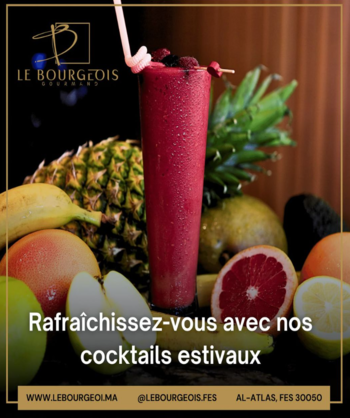 LE BOURGEOIS
GOURMAND
Rafraîchissez-vous avec nos
cocktails estivaux
WWW.LEBOURGEOI.MA @LEBOURGEOIS.FES AL-ATLAS, FES 30050